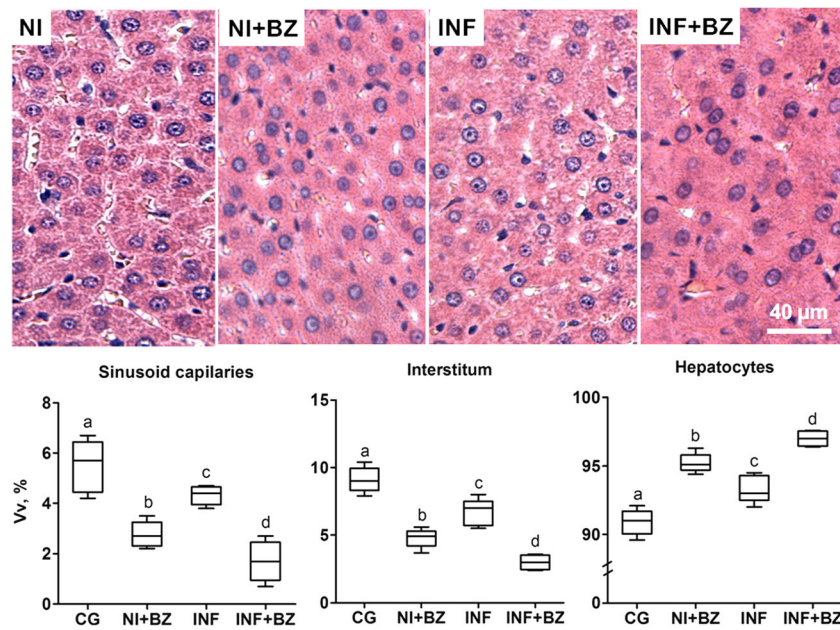 NI NI+BZ INF INF+BZ
40 µm
Sinusoid capilaries Interstitum Hepatocytes
Vv, %
8
6
4
2
0
a
b
c
d
CG NI+BZ INF INF+BZ
15
10
5
0
a
b
c
d
CG NI+BZ INF INF+BZ
100
95
90
0
a
b
c
d
CG NI+BZ INF INF+BZ